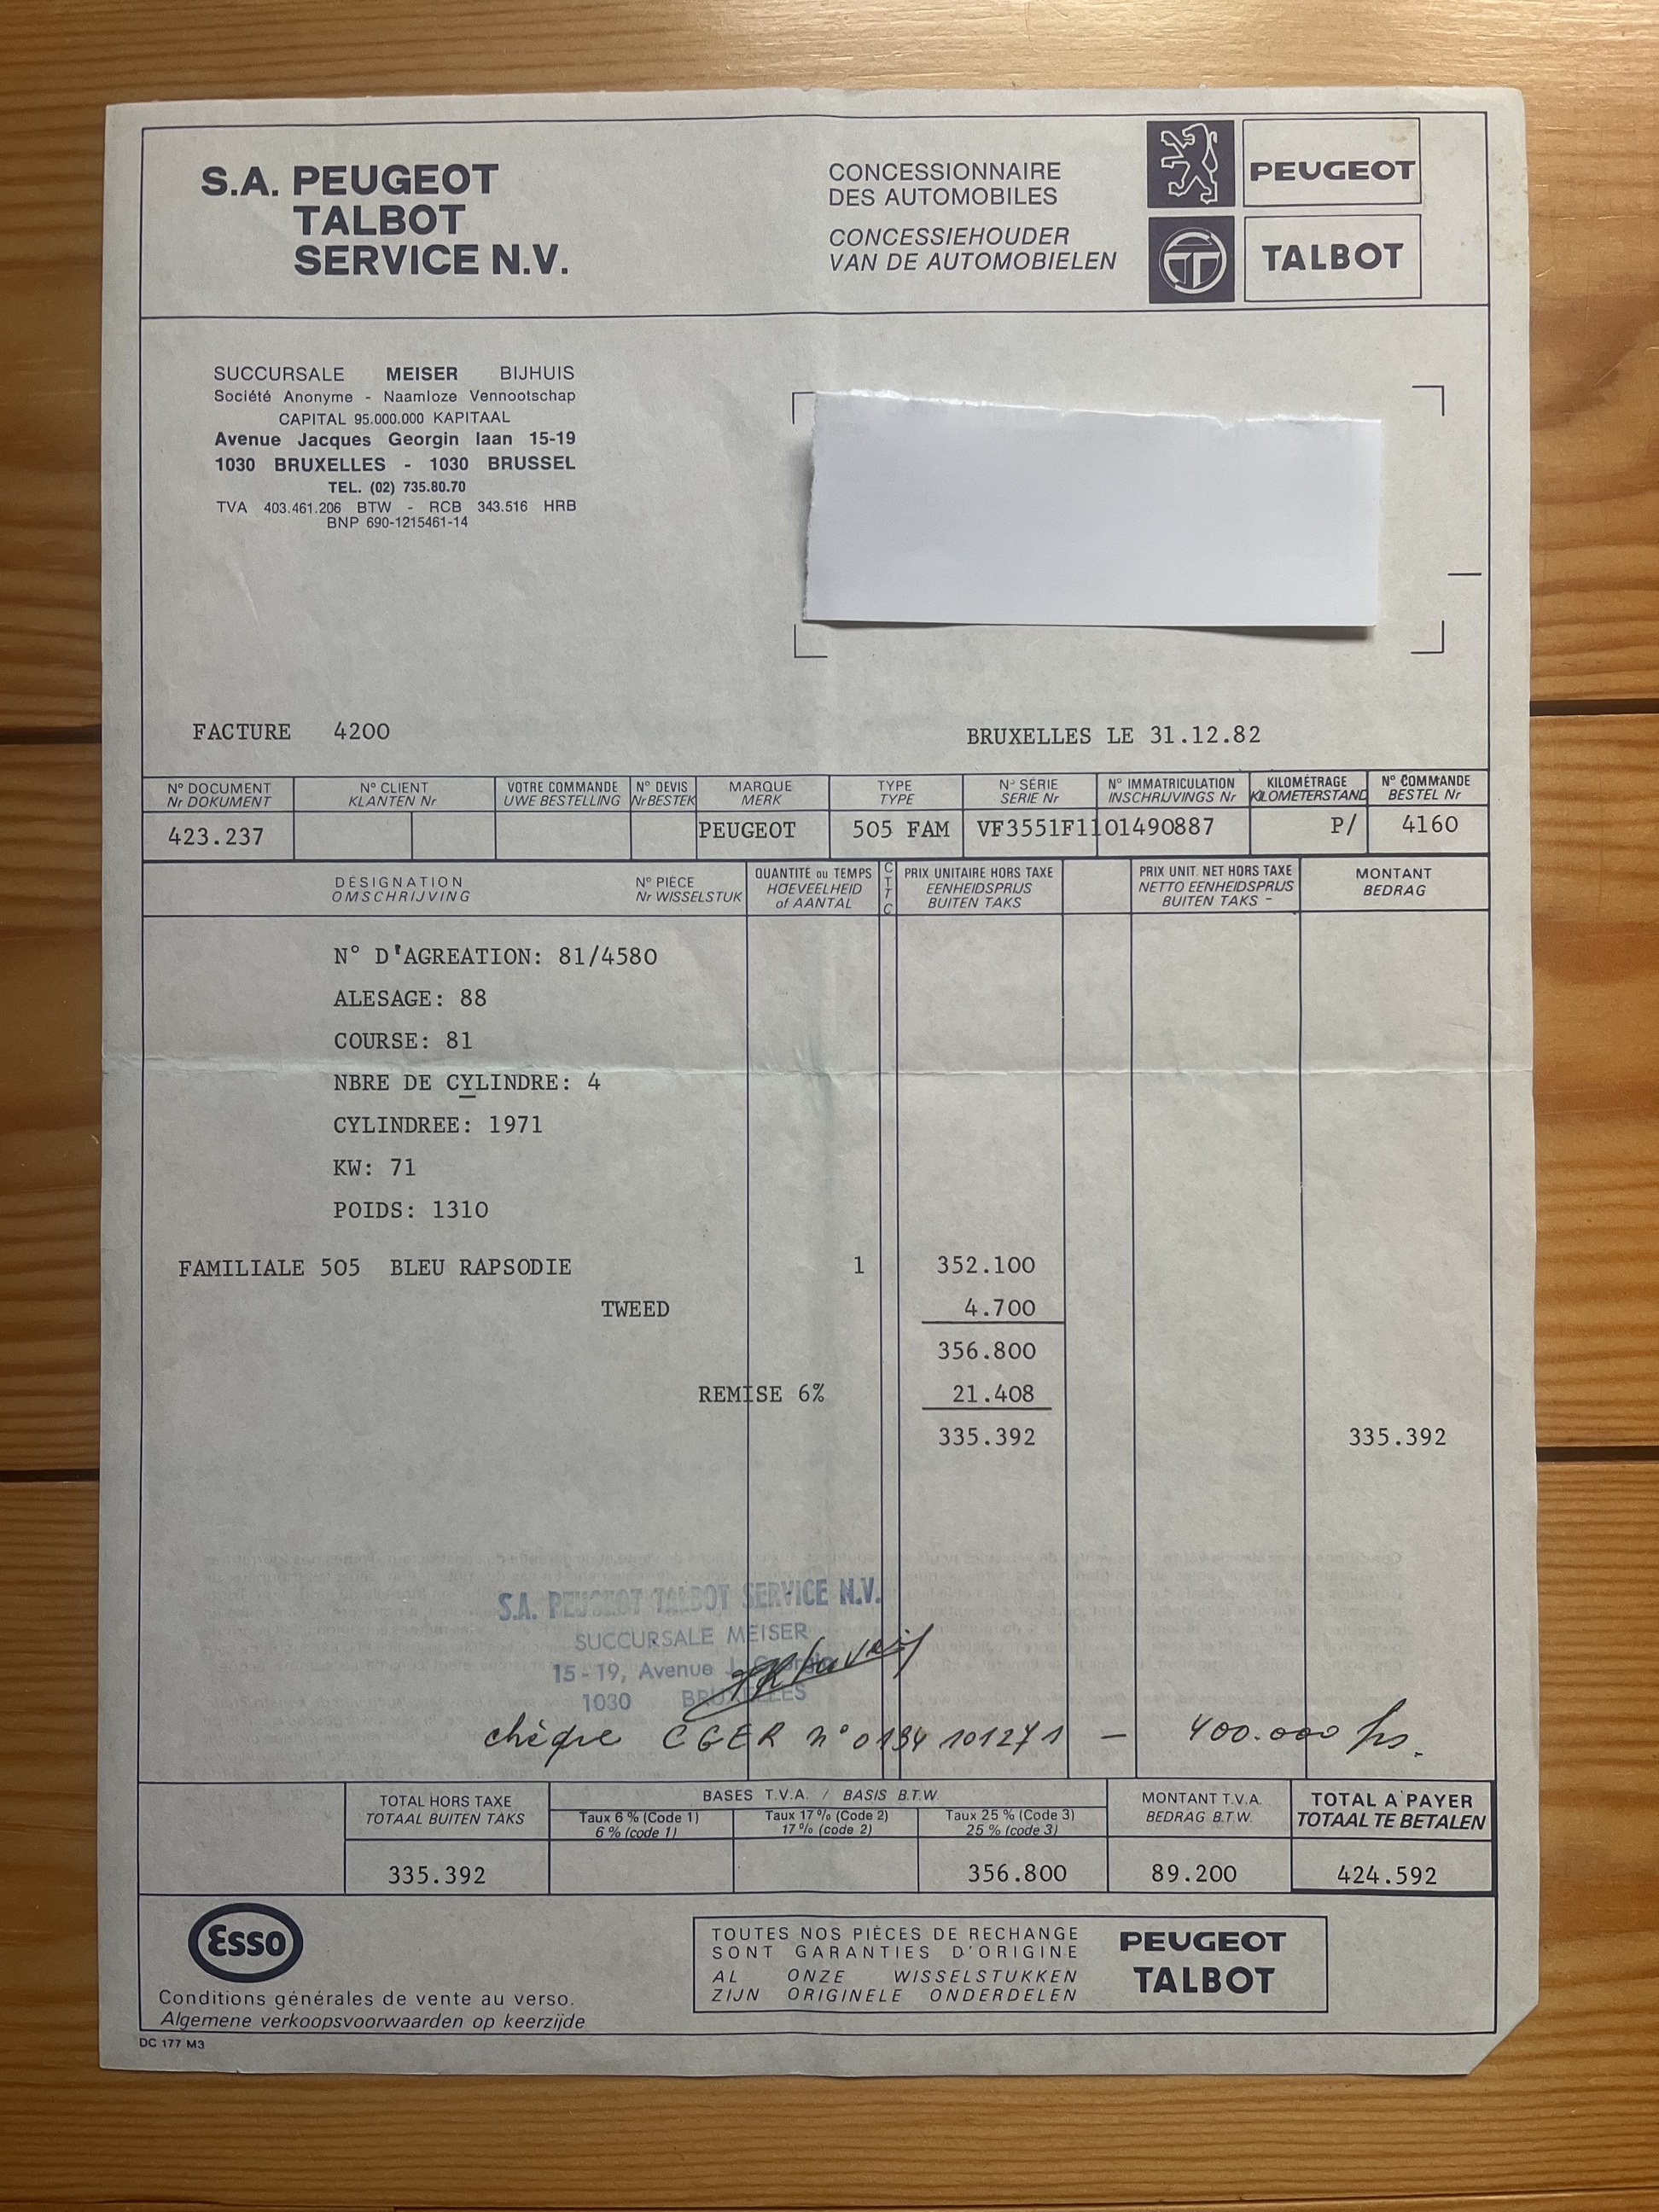 S.A. PEUGEOT
TALBOT
SERVICE N.V.
CONCESSIONNAIRE
DES AUTOMOBILES
CONCESSIEHOUDER
VAN DE AUTOMOBIELEN
PEUGEOT
TALBOT
SUCCURSALE MEISER BIJHUIS
Société Anonyme - Naamloze Vennootschap
CAPITAL 95.000.000 KAPITAAL
Avenue Jacques Georgin laan 15-19
1030 BRUXELLES - 1030 BRUSSEL
TEL. (02) 735.80.70
TVA 403.461.206 BTW - RCB 343.516 HRB
BNP 690-1215461-14
FACTURE 4200
BRUXELLES LE 31.12.82
N° DOCUMENT N° CLIENT VOTRE COMMANDE N° DEVIS MARQUE TYPE N° SÉRIE N° IMMATRICULATION KILOMÉTRAGE N° COMMANDE
Nr DOKUMENT KLANTEN Nr UWE BESTELLING Nr BESTEK MERK TYPE SERIE Nr INSCHRIJVINGS Nr KILOMETERSTAND BESTEL Nr
423.237 PEUGEOT 505 FAM VF3551F1101490887 P/ 4160
DÉSIGNATION N° PIÈCE QUANTITÉ ou TEMPS CTTC PRIX UNITAIRE HORS TAXE PRIX UNIT. NET HORS TAXE MONTANT
OMSCHRIJVING Nr WISSELSTUK HOEVEELHEID EENHEIDSPRIJS NETTO EENHEIDSPRIJS BEDRAG
of AANTAL BUITEN TAKS BUITEN TAKS -
N° D'AGREATION: 81/4580
ALESAGE: 88
COURSE: 81
NBRE DE CYLINDRE: 4
CYLINDREE: 1971
KW: 71
POIDS: 1310
FAMILIALE 505 BLEU RAPSODIE 1 352.100
TWEED 4.700
356.800
REMISE 6% 21.408
335.392 335.392
S.A. PEUGEOT TALBOT SERVICE N.V.
SUCCURSALE MEISER
15-19, Avenue J. Georgin
1030 BRUXELLES
chèque CGER n° 0194 101271 — 400.000 frs.
TOTAL HORS TAXE BASES T.V.A. / BASIS B.T.W. MONTANT T.V.A. TOTAL A PAYER
TOTAAL BUITEN TAKS Taux 6 % (Code 1) Taux 17 % (Code 2) Taux 25 % (Code 3) BEDRAG B.T.W. TOTAAL TE BETALEN
6 % (code 1) 17 % (code 2) 25 % (code 3)
335.392 356.800 89.200 424.592
Esso
TOUTES NOS PIÈCES DE RECHANGE
SONT GARANTIES D'ORIGINE
AL ONZE WISSELSTUKKEN
ZIJN ORIGINELE ONDERDELEN
PEUGEOT
TALBOT
Conditions générales de vente au verso.
Algemene verkoopsvoorwaarden op keerzijde
DC 177 M3